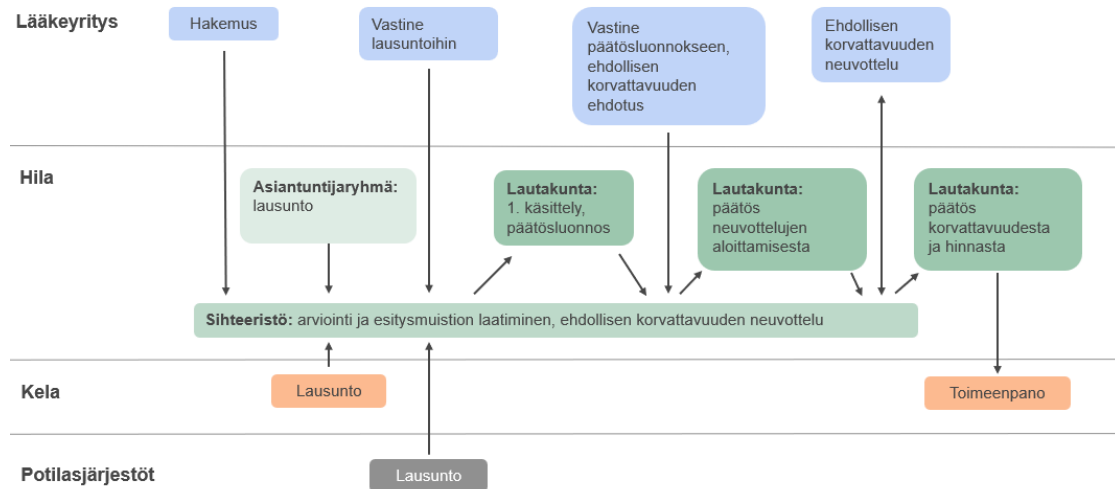 Lääkeyritys
Hakemus
Vastine
lausuntoihin
Vastine
päätösluonnokseen,
ehdollisen
korvattavuuden
ehdotus
Ehdollisen
korvattavuuden
neuvottelu
Hila
Asiantuntijaryhmä:
lausunto
Lautakunta:
1. käsittely,
päätösluonnos
Lautakunta:
päätös
neuvottelujen
aloittamisesta
Lautakunta:
päätös
korvattavuudesta
ja hinnasta
Sihteeristö: arviointi ja esitysmuistion laatiminen, ehdollisen korvattavuuden neuvottelu
Kela
Lausunto
Toimeenpano
Potilasjärjestöt
Lausunto